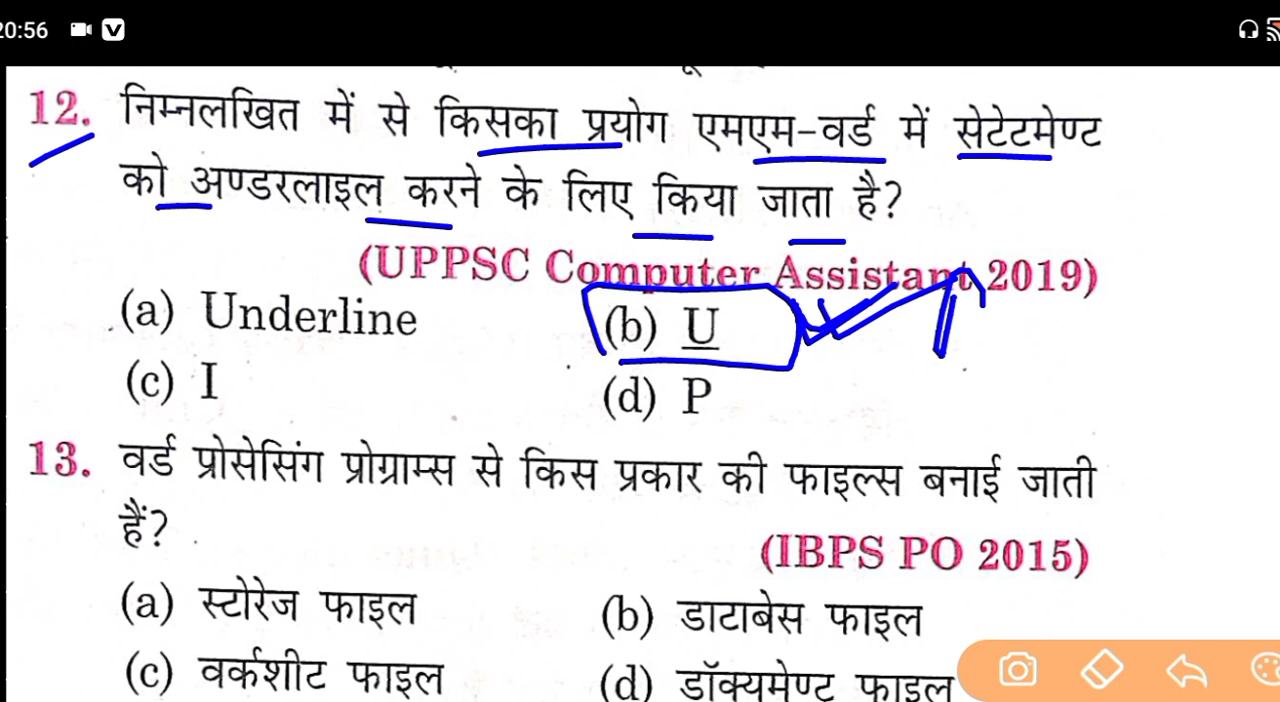 20:56
12. निम्नलखित में से किसका प्रयोग एमएम-वर्ड में सेटेटमेण्ट
को अण्डरलाइल करने के लिए किया जाता है?
(UPPSC Computer Assistant 2019)
(a) Underline (b) U
(c) I (d) P
13. वर्ड प्रोसेसिंग प्रोग्राम्स से किस प्रकार की फाइल्स बनाई जाती
हैं?
(IBPS PO 2015)
(a) स्टोरेज फाइल (b) डाटाबेस फाइल
(c) वर्कशीट फाइल (d) डॉक्यमेण्ट फाइल